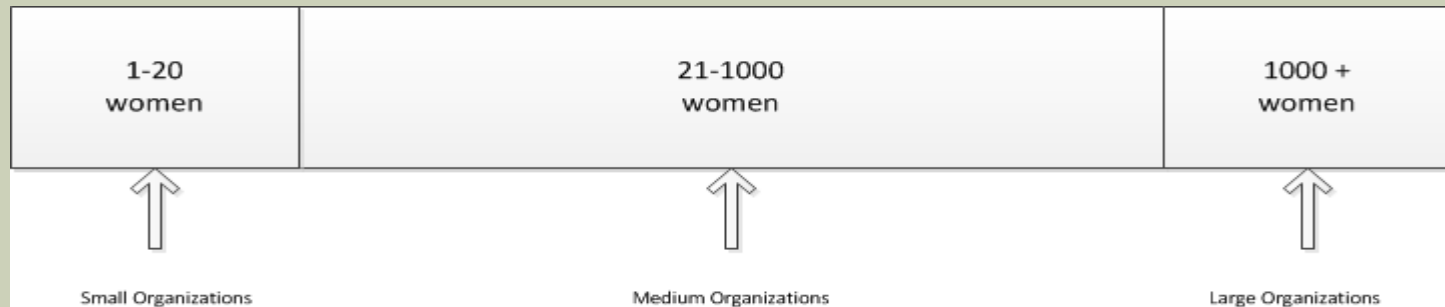 1-20
women
21-1000
women
1000 +
women
Small Organizations
Medium Organizations
Large Organizations